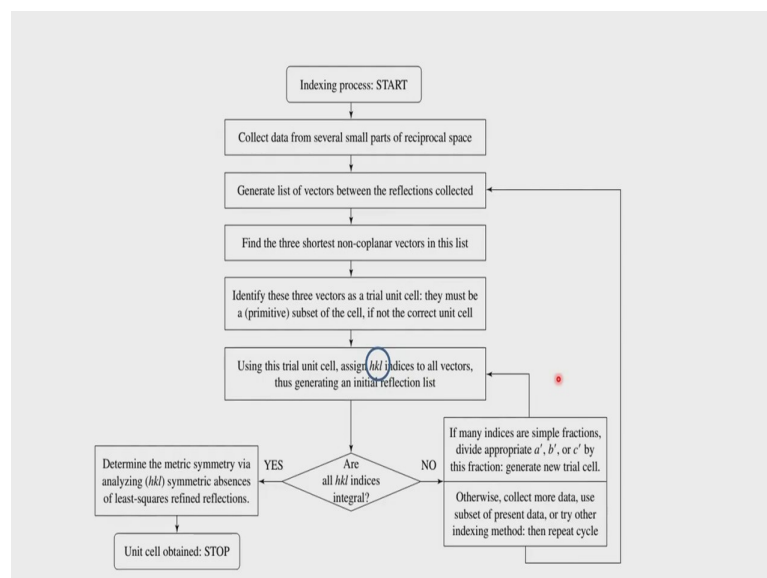 Indexing process: START
Collect data from several small parts of reciprocal space
Generate list of vectors between the reflections collected
Find the three shortest non-coplanar vectors in this list
Identify these three vectors as a trial unit cell: they must be
a (primitive) subset of the cell, if not the correct unit cell
Using this trial unit cell, assign hkl indices to all vectors,
thus generating an initial reflection list
Are
all hkl indices
integral?
YES
Determine the metric symmetry via
analyzing (hkl) symmetric absences
of least-squares refined reflections.
Unit cell obtained: STOP
NO
If many indices are simple fractions,
divide appropriate a′, b′, or c′ by
this fraction: generate new trial cell.
Otherwise, collect more data, use
subset of present data, or try other
indexing method: then repeat cycle